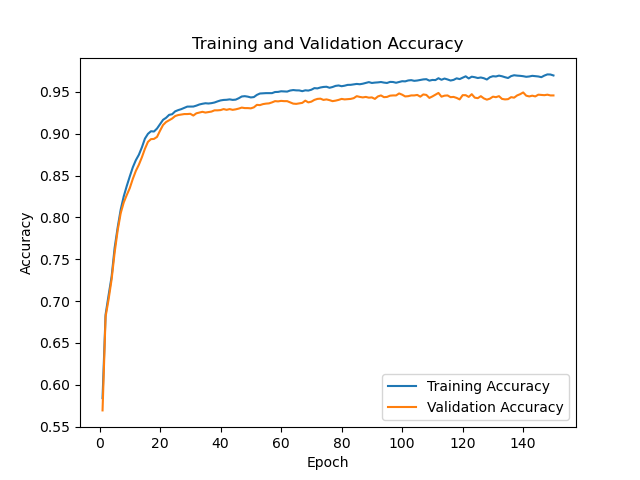 Training and Validation Accuracy
Accuracy
0.95
0.90
0.85
0.80
0.75
0.70
0.65
0.60
0.55
0 20 40 60 80 100 120 140
Epoch
Training Accuracy
Validation Accuracy